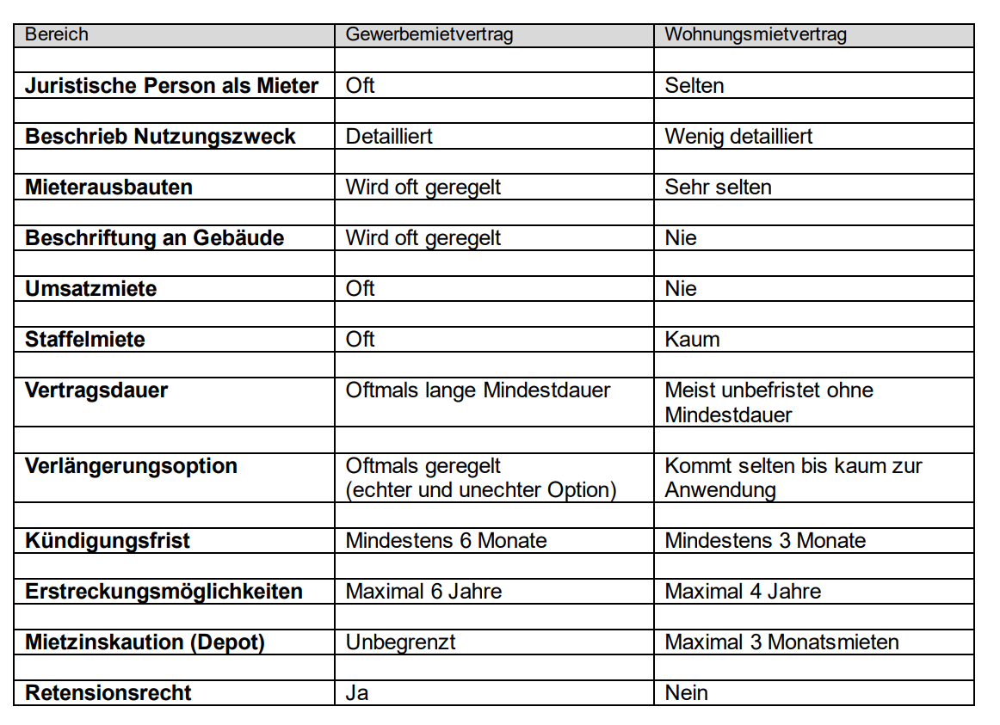 Bereich Gewerbemietvertrag Wohnungsmietvertrag
Juristische Person als Mieter Oft Selten
Beschrieb Nutzungszweck Detailliert Wenig detailliert
Mieterausbauten Wird oft geregelt Sehr selten
Beschriftung an Gebäude Wird oft geregelt Nie
Umsatzmiete Oft Nie
Staffelmiete Oft Kaum
Vertragsdauer Oftmals lange Mindestdauer Meist unbefristet ohne
Mindestdauer
Verlängerungsoption Oftmals geregelt Kommt selten bis kaum zur
(echter und unechter Option) Anwendung
Kündigungsfrist Mindestens 6 Monate Mindestens 3 Monate
Erstreckungsmöglichkeiten Maximal 6 Jahre Maximal 4 Jahre
Mietzinskaution (Depot) Unbegrenzt Maximal 3 Monatsmieten
Retensionsrecht Ja Nein